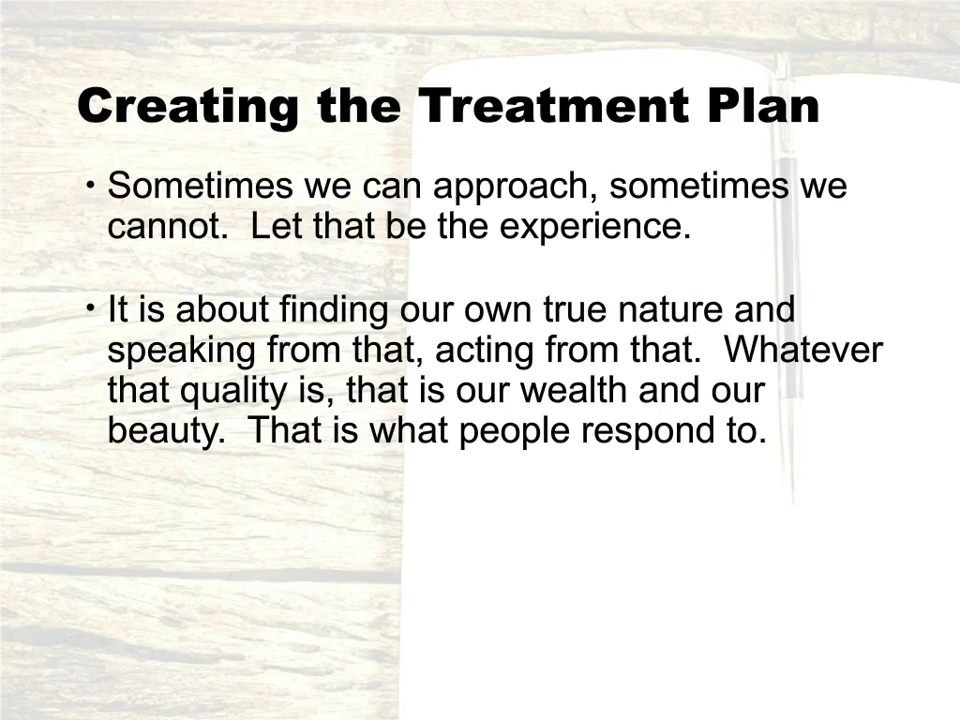 Creating the Treatment Plan
• Sometimes we can approach, sometimes we
cannot.  Let that be the experience.
• It is about finding our own true nature and
speaking from that, acting from that.  Whatever
that quality is, that is our wealth and our
beauty.  That is what people respond to.